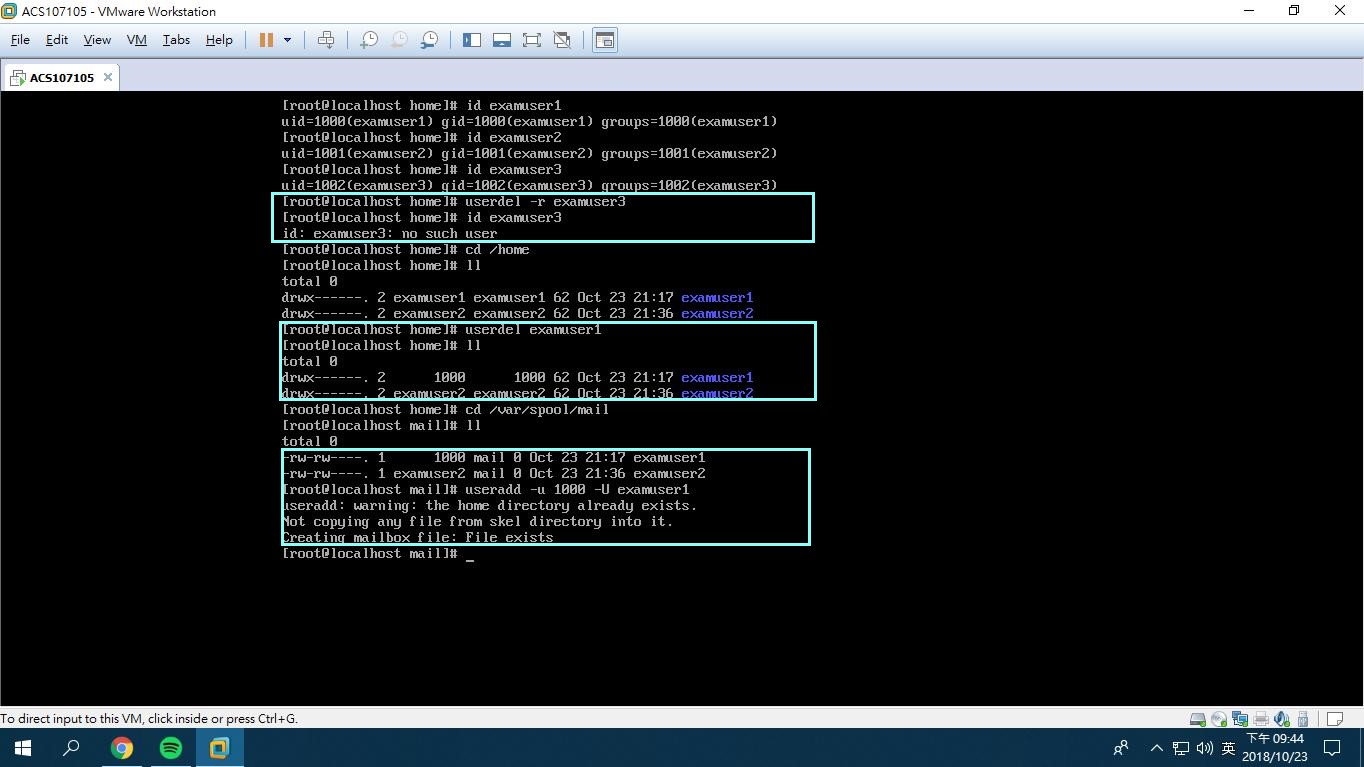 ACS107105 - VMware Workstation
File Edit View VM Tabs Help
ACS107105
[root@localhost home]# id examuser1
uid=1000(examuser1) gid=1000(examuser1) groups=1000(examuser1)
[root@localhost home]# id examuser2
uid=1001(examuser2) gid=1001(examuser2) groups=1001(examuser2)
[root@localhost home]# id examuser3
uid=1002(examuser3) gid=1002(examuser3) groups=1002(examuser3)
[root@localhost home]# userdel -r examuser3
[root@localhost home]# id examuser3
id: examuser3: no such user
[root@localhost home]# cd /home
[root@localhost home]# ll
total 0
drwx------. 2 examuser1 examuser1 62 Oct 23 21:17 examuser1
drwx------. 2 examuser2 examuser2 62 Oct 23 21:36 examuser2
[root@localhost home]# userdel examuser1
[root@localhost home]# ll
total 0
drwx------. 2      1000      1000 62 Oct 23 21:17 examuser1
drwx------. 2 examuser2 examuser2 62 Oct 23 21:36 examuser2
[root@localhost home]# cd /var/spool/mail
[root@localhost mail]# ll
total 0
-rw-rw----. 1      1000 mail 0 Oct 23 21:17 examuser1
-rw-rw----. 1 examuser2 mail 0 Oct 23 21:36 examuser2
[root@localhost mail]# useradd -u 1000 -U examuser1
useradd: warning: the home directory already exists.
Not copying any file from skel directory into it.
Creating mailbox file: File exists
[root@localhost mail]# _
To direct input to this VM, click inside or press Ctrl+G.
英
下午 09:44
2018/10/23